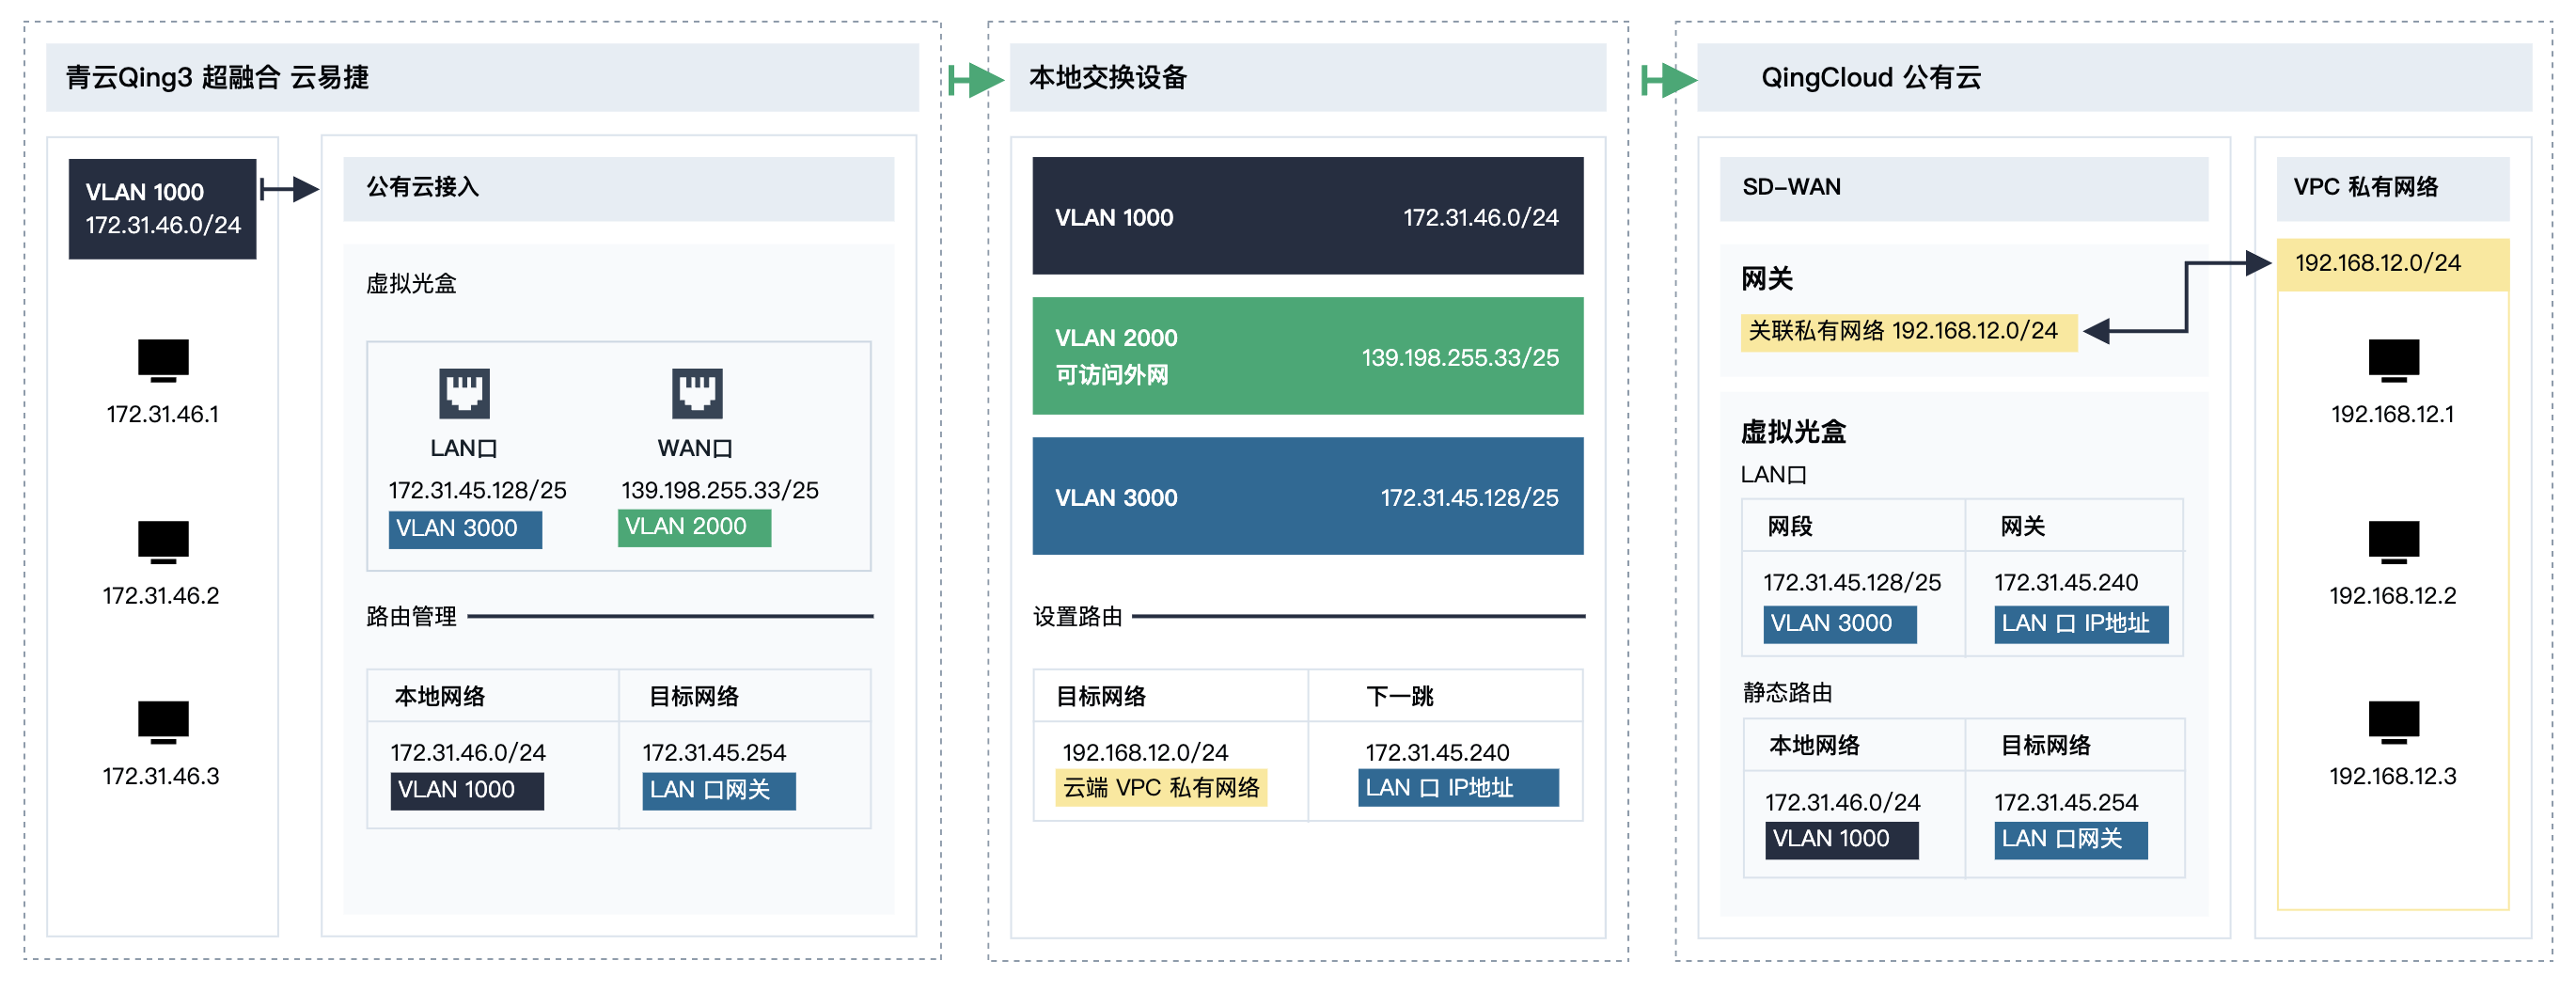 青云Qing3 超融合 云易捷
VLAN 1000
172.31.46.0/24
172.31.46.1
172.31.46.2
172.31.46.3
公有云接入
虚拟光盒
LAN口
172.31.45.128/25
VLAN 3000
WAN口
139.198.255.33/25
VLAN 2000
路由管理
本地网络 目标网络
172.31.46.0/24 172.31.45.254
VLAN 1000 LAN 口网关
本地交换设备
VLAN 1000 172.31.46.0/24
VLAN 2000
可访问外网
139.198.255.33/25
VLAN 3000 172.31.45.128/25
设置路由
目标网络 下一跳
192.168.12.0/24 172.31.45.240
云端 VPC 私有网络 LAN 口 IP地址
QingCloud 公有云
SD-WAN
网关
关联私有网络 192.168.12.0/24
虚拟光盒
LAN口
网段 网关
172.31.45.128/25 172.31.45.240
VLAN 3000 LAN 口 IP地址
静态路由
本地网络 目标网络
172.31.46.0/24 172.31.45.254
VLAN 1000 LAN 口网关
VPC 私有网络
192.168.12.0/24
192.168.12.1
192.168.12.2
192.168.12.3